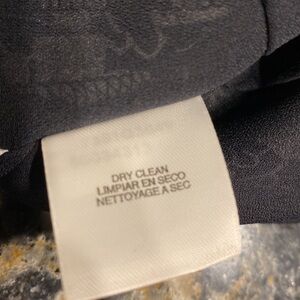 DRY CLEAN
LIMPIAR EN SECO
NETTOYAGE A SEC